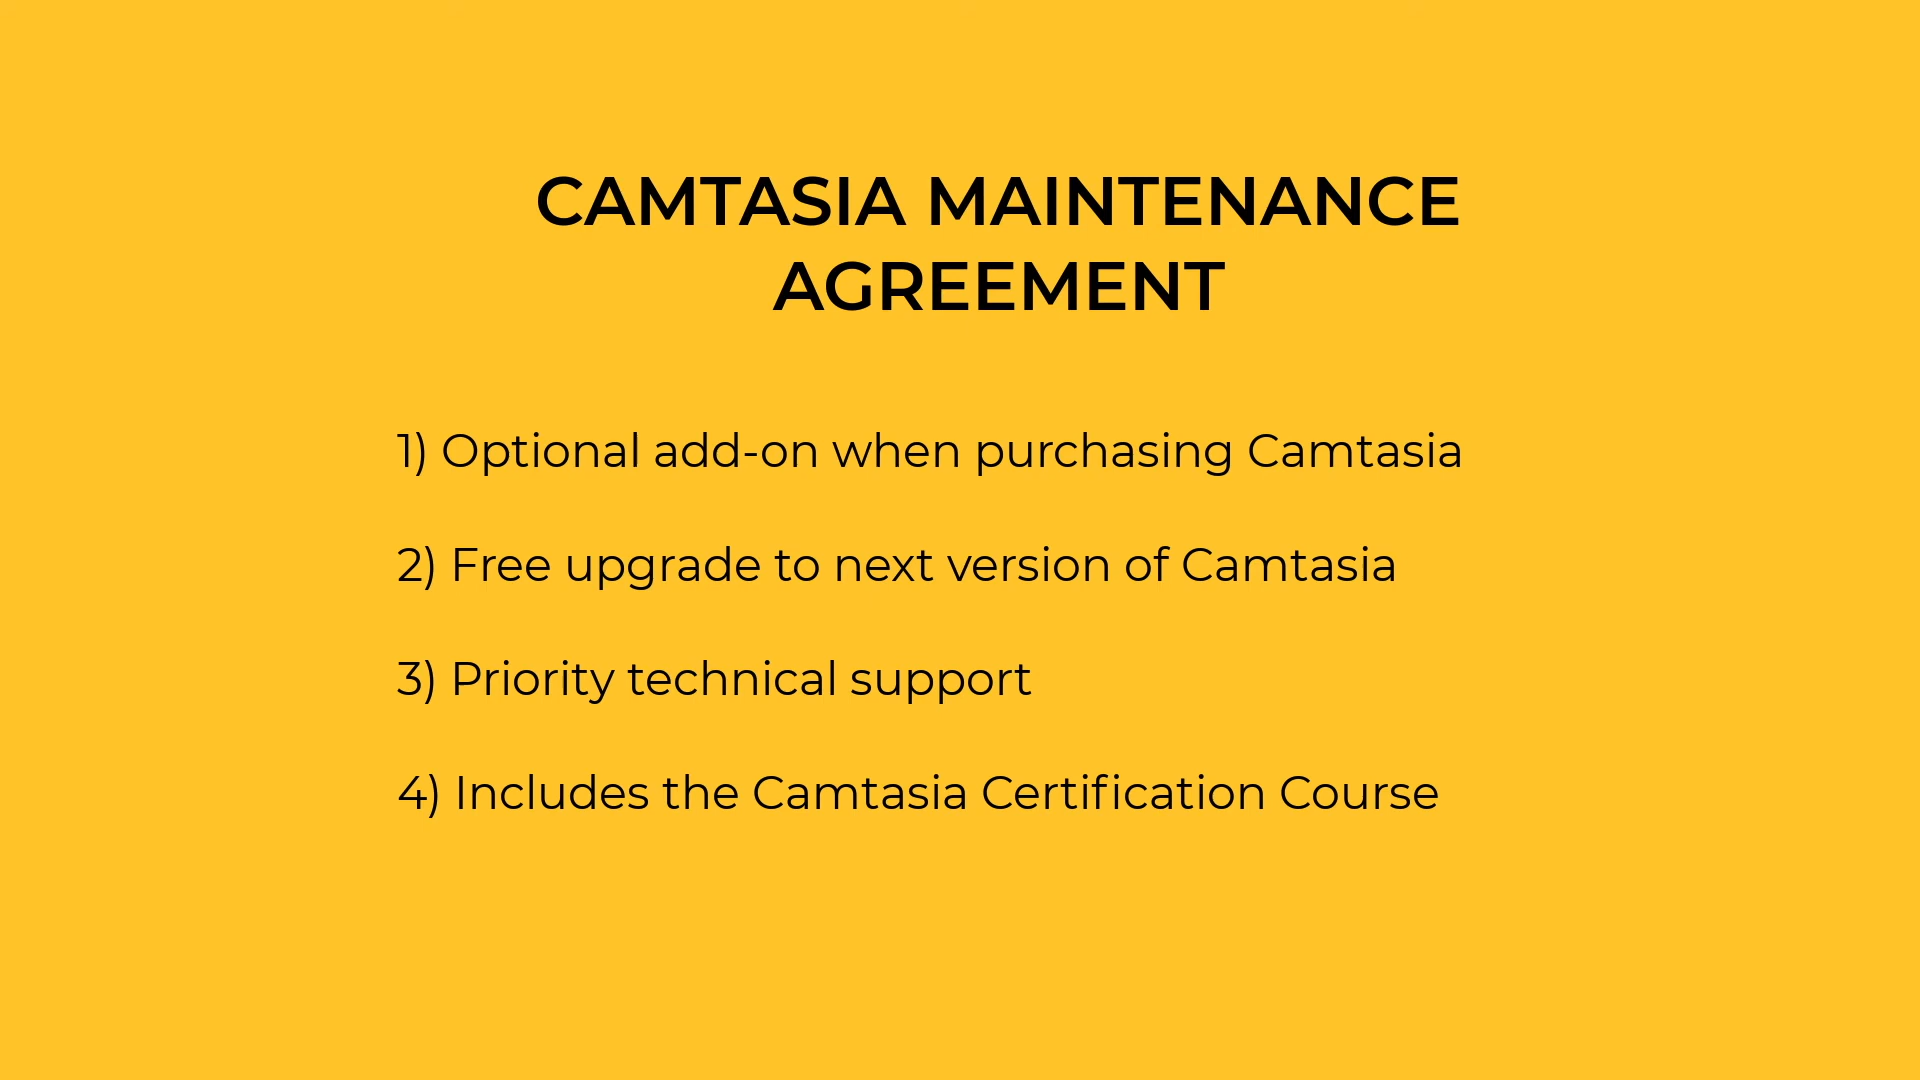 CAMTASIA MAINTENANCE
AGREEMENT
1) Optional add-on when purchasing Camtasia
2) Free upgrade to next version of Camtasia
3) Priority technical support
4) Includes the Camtasia Certification Course